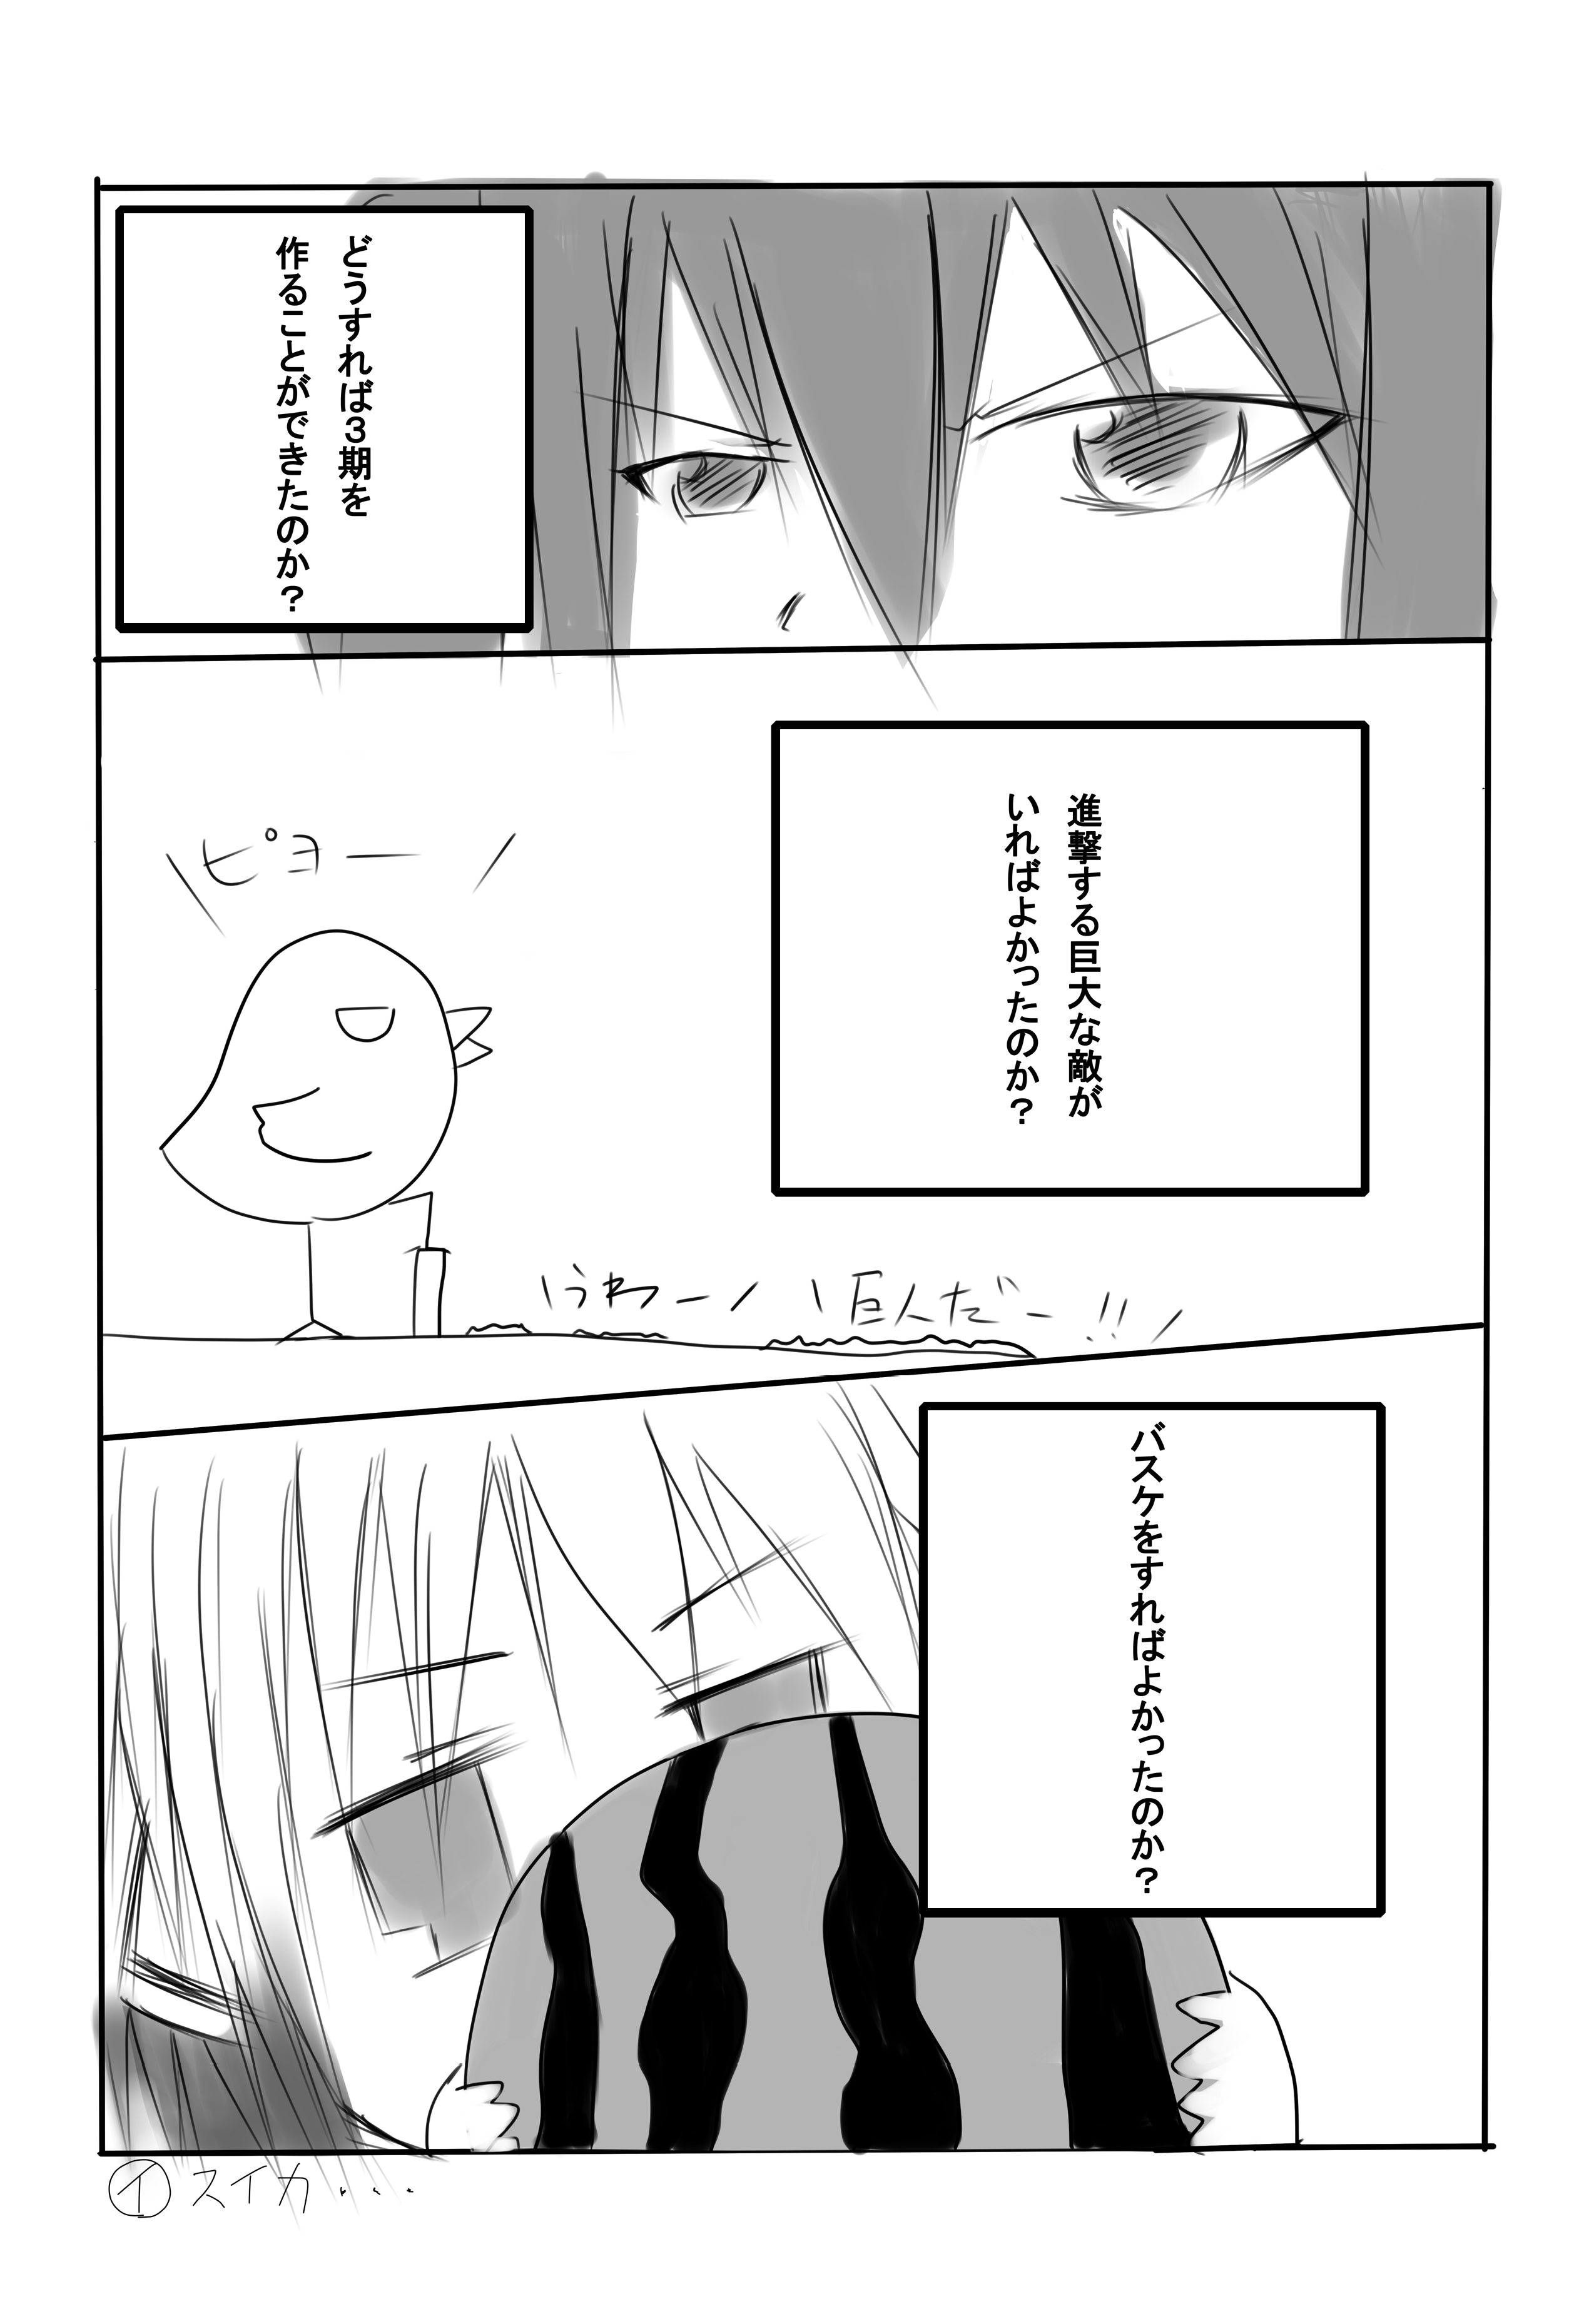 どうすれば３期を
作ることができたのか？
進撃する巨大な敵が
いればよかったのか？
ピヨー
うわー
巨人だー!!
バスケをすればよかったのか？
イ スイカ...